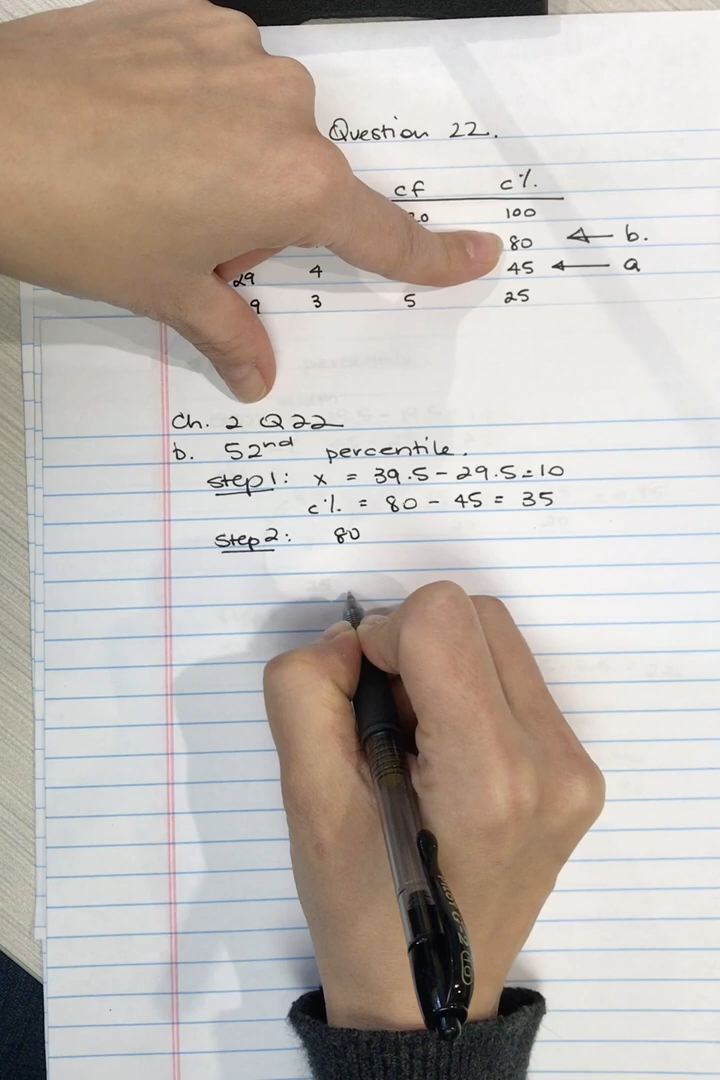 Question 22.
cf c%.
100
80 ← b.
29 4 45 ← a
9 3 5 25
Ch. 2 Q22
b. 52nd percentile.
Step 1: x = 39.5 - 29.5 = 10
c% = 80 - 45 = 35
Step 2: 80